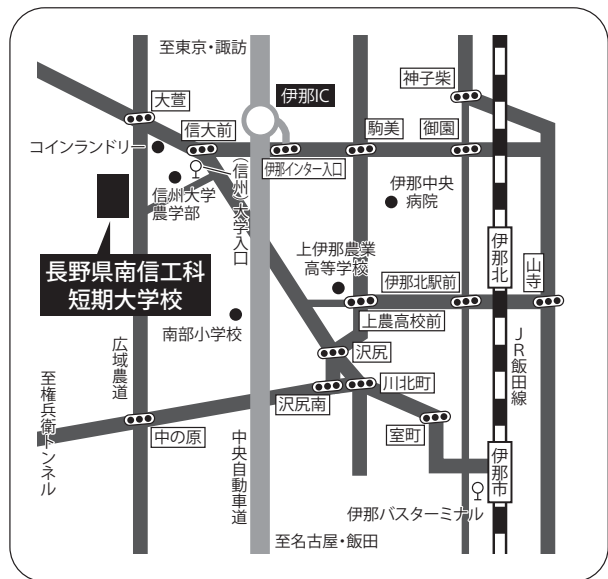 至東京・諏訪
伊那IC
神子柴
大萱
信大前
駒美
御園
コインランドリー
伊那インター入口
信州大学
農学部
(信州)大学入口
伊那中央
病院
長野県南信工科
短期大学校
上伊那農業
高等学校
伊那北駅前
伊那北
山寺
南部小学校
上農高校前
広域農道
沢尻
JR飯田線
至権兵衛トンネル
沢尻南
川北町
中の原
中央自動車道
室町
伊那市
伊那バスターミナル
至名古屋・飯田